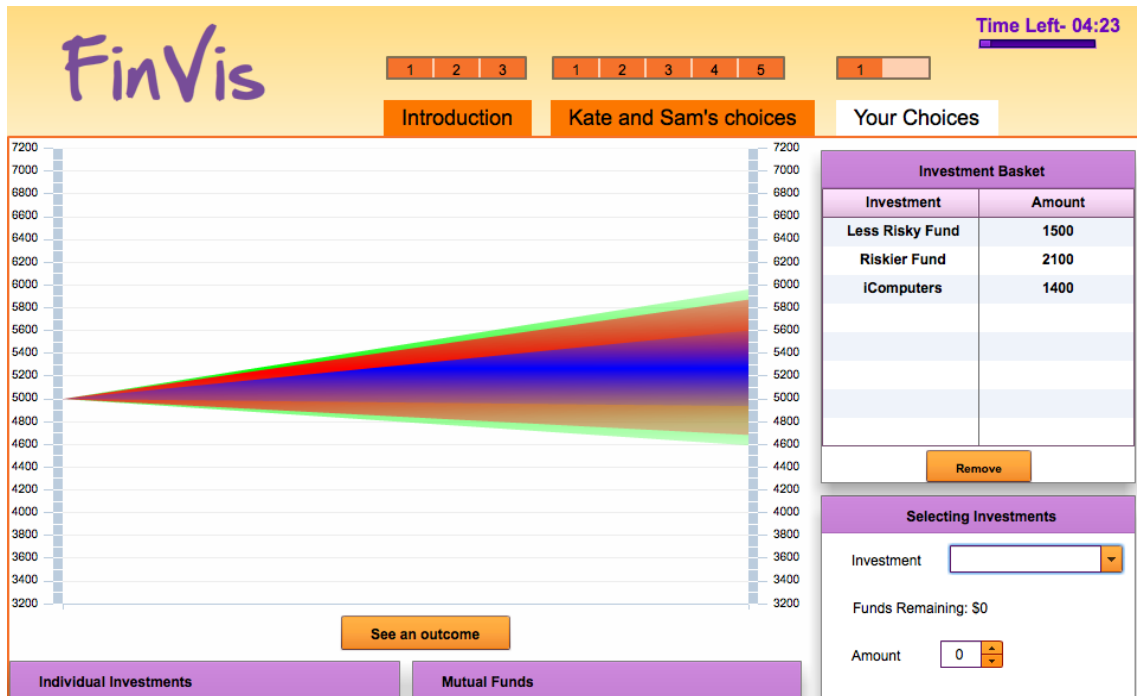 FinVis
Time Left- 04:23
1 2 3
1 2 3 4 5
1
Introduction
Kate and Sam's choices
Your Choices
7200 7200
7000 7000
6800 6800
6600 6600
6400 6400
6200 6200
6000 6000
5800 5800
5600 5600
5400 5400
5200 5200
5000 5000
4800 4800
4600 4600
4400 4400
4200 4200
4000 4000
3800 3800
3600 3600
3400 3400
3200 3200
See an outcome
Individual Investments
Mutual Funds
Investment Basket
Investment Amount
Less Risky Fund 1500
Riskier Fund 2100
iComputers 1400
Remove
Selecting Investments
Investment
Funds Remaining: $0
Amount 0